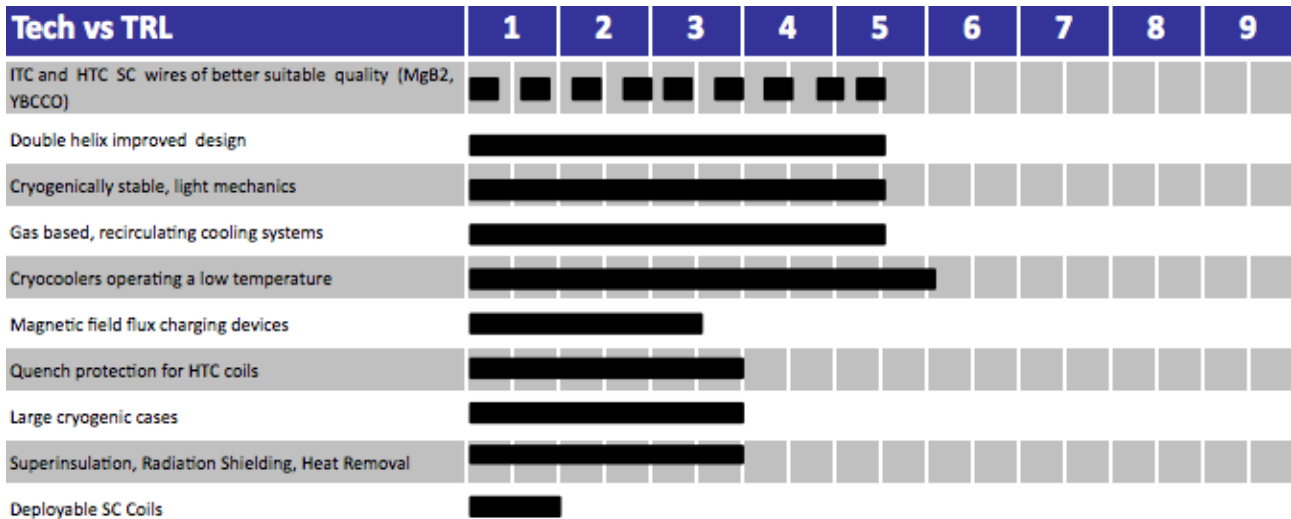 Tech vs TRL 1 2 3 4 5 6 7 8 9
ITC and HTC SC wires of better suitable quality (MgB2,
YBCCO)
Double helix improved design
Cryogenically stable, light mechanics
Gas based, recirculating cooling systems
Cryocoolers operating a low temperature
Magnetic field flux charging devices
Quench protection for HTC coils
Large cryogenic cases
Superinsulation, Radiation Shielding, Heat Removal
Deployable SC Coils